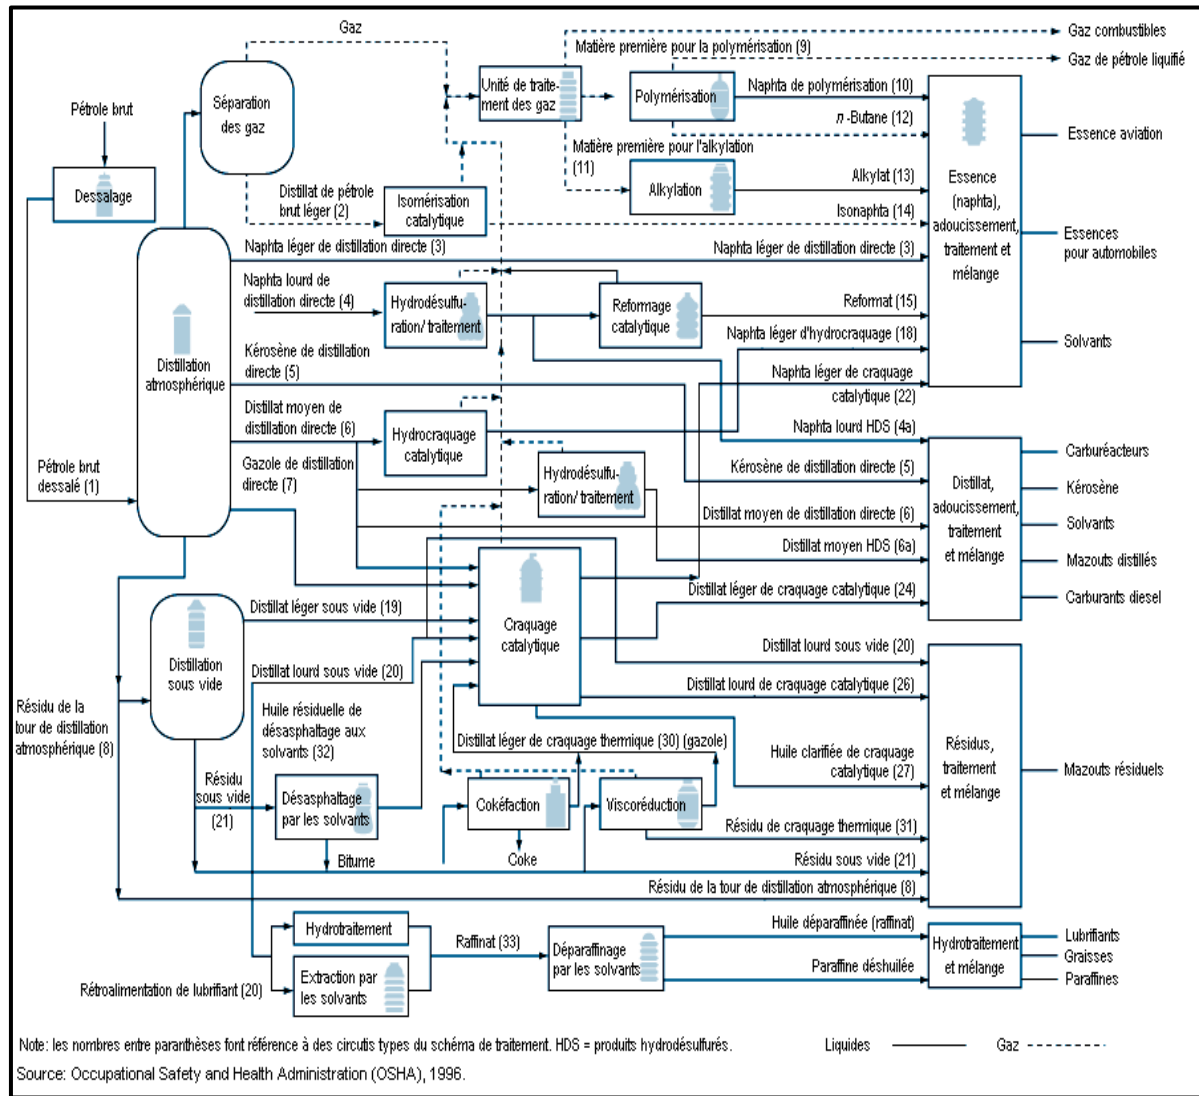 Gaz
Matière première pour la polymérisation (9)
Gaz combustibles
Gaz de pétrole liquifié
Pétrole brut
Séparation
des gaz
Unité de traite-
ment des gaz
Polymérisation
Naphta de polymérisation (10)
n -Butane (12)
Essence aviation
Dessalage
Matière première pour l'alkylation
(11)
Distillat de pétrole
brut léger (2)
Isomérisation
catalytique
Alkylation
Alkylat (13)
Isonaphta (14)
Essence
(naphta),
adoucissement,
traitement et
mélange
Essences
pour automobiles
Naphta léger de distillation directe (3)
Naphta léger de distillation directe (3)
Naphta lourd de
distillation directe (4)
Hydrodésulfu-
ration/ traitement
Reformage
catalytique
Reformat (15)
Naphta léger d'hydrocraquage (18)
Solvants
Distillation
atmosphérique
Kérosène de distillation
directe (5)
Naphta léger de craquage
catalytique (22)
Distillat moyen de
distillation directe (6)
Hydrocraquage
catalytique
Naphta lourd HDS (4a)
Gazole de distillation
directe (7)
Pétrole brut
dessalé (1)
Hydrodésulfu-
ration/ traitement
Kérosène de distillation directe (5)
Distillat moyen de distillation directe (6)
Distillat moyen HDS (6a)
Distillat léger de craquage catalytique (24)
Distillat,
adoucissement,
traitement
et mélange
Carburéacteurs
Kérosène
Solvants
Mazouts distillés
Carburants diesel
Distillat léger sous vide (19)
Craquage
catalytique
Distillation
sous vide
Distillat lourd sous vide (20)
Distillat lourd sous vide (20)
Distillat lourd de craquage catalytique (26)
Résidu de la
tour de distillation
atmosphérique (8)
Huile résiduelle de
désasphaltage aux
solvants (32)
Distillat léger de craquage thermique (30) (gazole)
Huile clarifiée de craquage
catalytique (27)
Résidus,
traitement
et mélange
Mazouts résiduels
Résidu
sous vide
(21)
Désasphaltage
par les solvants
Cokéfaction
Viscoréduction
Résidu de craquage thermique (31)
Bitume
Coke
Résidu sous vide (21)
Résidu de la tour de distillation atmosphérique (8)
Hydrotraitement
Raffinat (33)
Déparaffinage
par les solvants
Huile déparaffinée (raffinat)
Paraffine déshuilée
Hydrotraitement
et mélange
Lubrifiants
Graisses
Paraffines
Rétroalimentation de lubrifiant (20)
Extraction par
les solvants
Note: les nombres entre paranthèses font référence à des circutis types du schéma de traitement. HDS = produits hydrodésulfurés.
Liquides
Gaz
Source: Occupational Safety and Health Administration (OSHA), 1996.